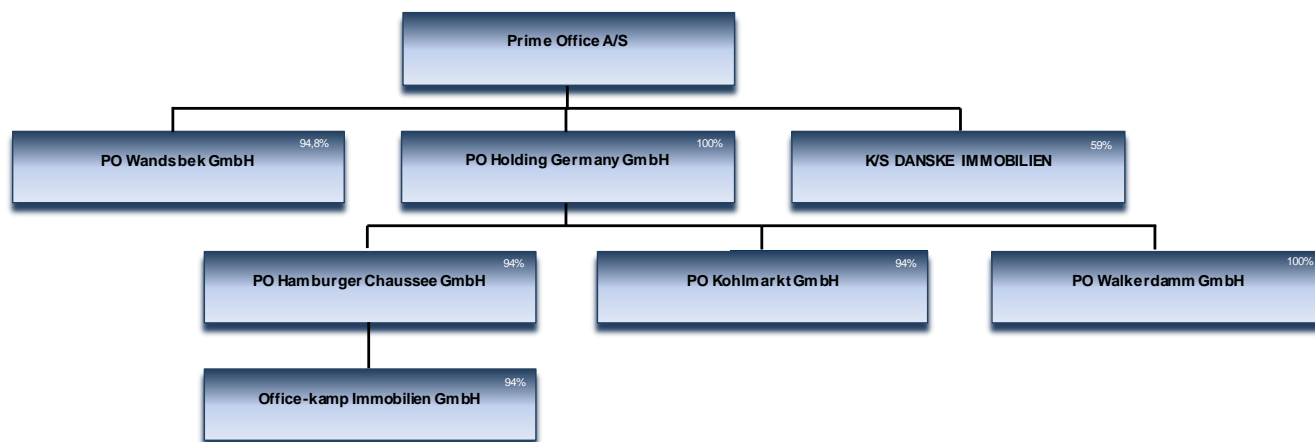 Prime Office A/S
94,8%
PO Wandsbek GmbH
100%
PO Holding Germany GmbH
59%
K/S DANSKE IMMOBILIEN
94%
PO Hamburger Chaussee GmbH
94%
PO Kohlmarkt GmbH
100%
PO Walkerdamm GmbH
94%
Office-kamp Immobilien GmbH